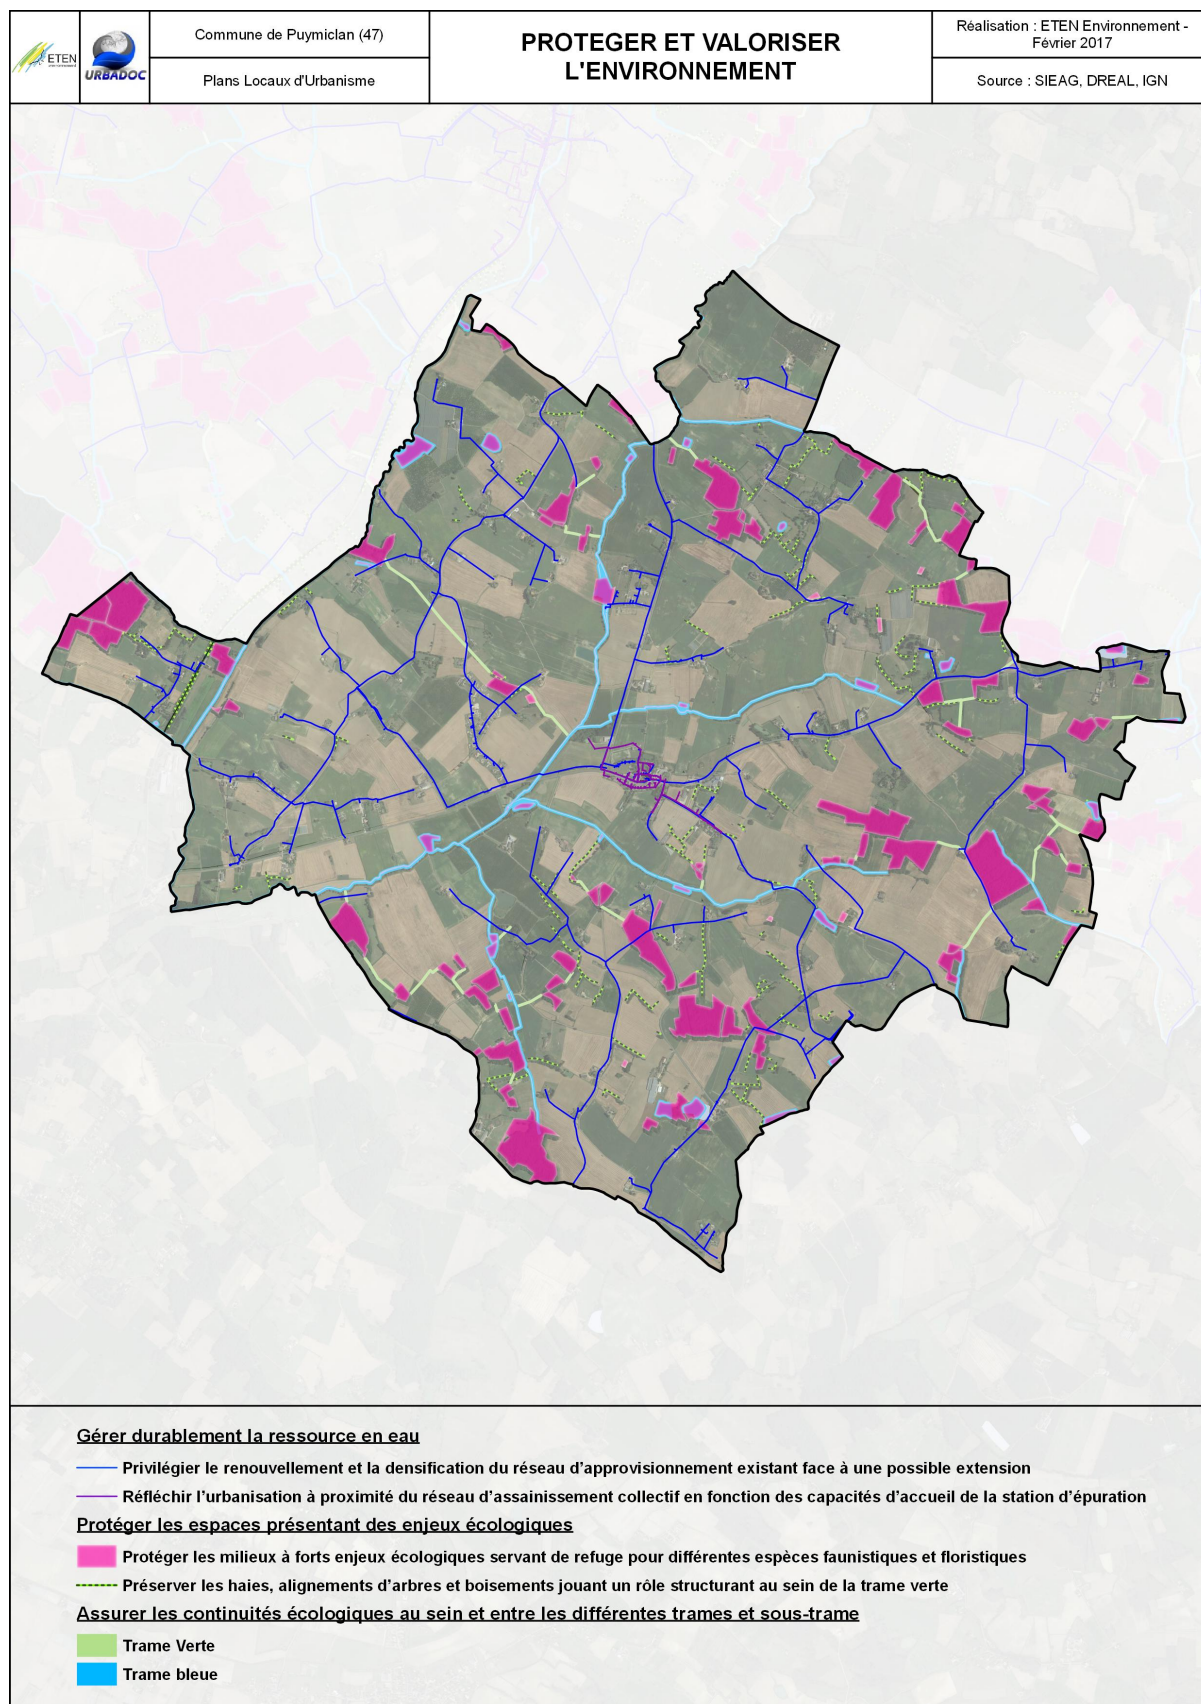 ETEN
URBADOC
Commune de Puymiclan (47)
Plans Locaux d'Urbanisme
PROTEGER ET VALORISER
L'ENVIRONNEMENT
Réalisation : ETEN Environnement -
Février 2017
Source : SIEAG, DREAL, IGN
Gérer durablement la ressource en eau
Privilégier le renouvellement et la densification du réseau d'approvisionnement existant face à une possible extension
Réfléchir l'urbanisation à proximité du réseau d'assainissement collectif en fonction des capacités d'accueil de la station d'épuration
Protéger les espaces présentant des enjeux écologiques
Protéger les milieux à forts enjeux écologiques servant de refuge pour différentes espèces faunistiques et floristiques
Préserver les haies, alignements d'arbres et boisements jouant un rôle structurant au sein de la trame verte
Assurer les continuités écologiques au sein et entre les différentes trames et sous-trame
Trame Verte
Trame bleue